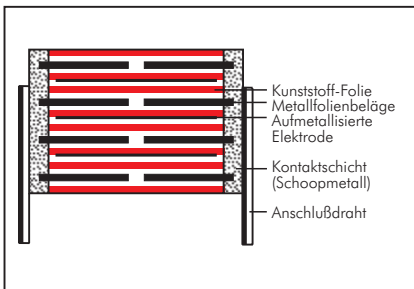 Kunststoff-Folie
Metallfolienbeläge
Aufmetallisierte
Elektrode
Kontaktschicht
(Schoopmetall)
Anschlußdraht